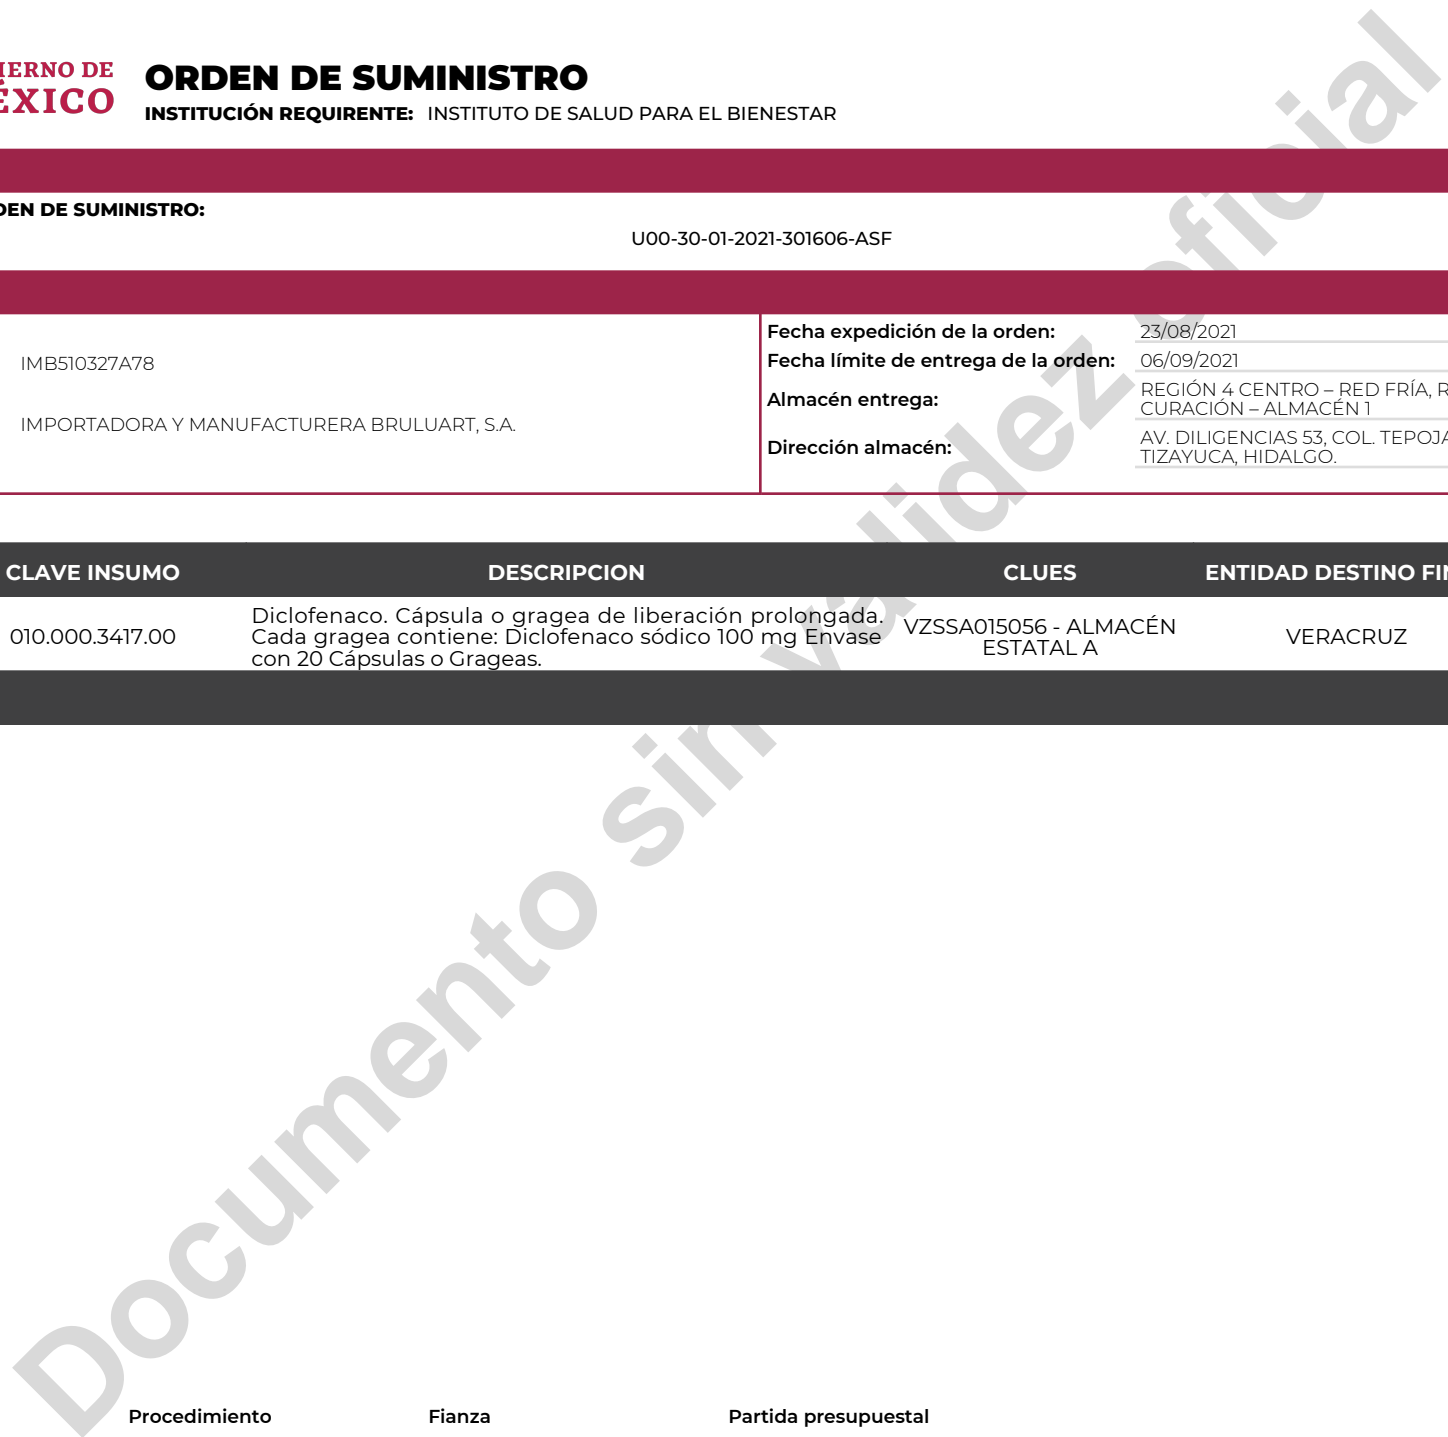 IERNO DE
ÉXICO
ORDEN DE SUMINISTRO
INSTITUCIÓN REQUIRENTE: INSTITUTO DE SALUD PARA EL BIENESTAR
DEN DE SUMINISTRO:
U00-30-01-2021-301606-ASF
IMB510327A78
IMPORTADORA Y MANUFACTURERA BRULUART, S.A.
Fecha expedición de la orden: 23/08/2021
Fecha límite de entrega de la orden: 06/09/2021
Almacén entrega: REGIÓN 4 CENTRO – RED FRÍA, R
CURACIÓN – ALMACÉN 1
Dirección almacén: AV. DILIGENCIAS 53, COL. TEPOJA
TIZAYUCA, HIDALGO.
CLAVE INSUMO DESCRIPCION CLUES ENTIDAD DESTINO FIN
010.000.3417.00
Diclofenaco. Cápsula o gragea de liberación prolongada.
Cada gragea contiene: Diclofenaco sódico 100 mg Envase
con 20 Cápsulas o Grageas.
VZSSA015056 - ALMACÉN
ESTATAL A
VERACRUZ
Documento sin validez oficial
Procedimiento Fianza Partida presupuestal